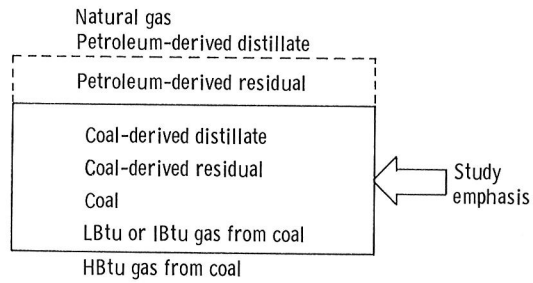 Natural gas
Petroleum-derived distillate
Petroleum-derived residual
Coal-derived distillate
Coal-derived residual
Coal
LBtu or IBtu gas from coal
HBtu gas from coal
Study
emphasis